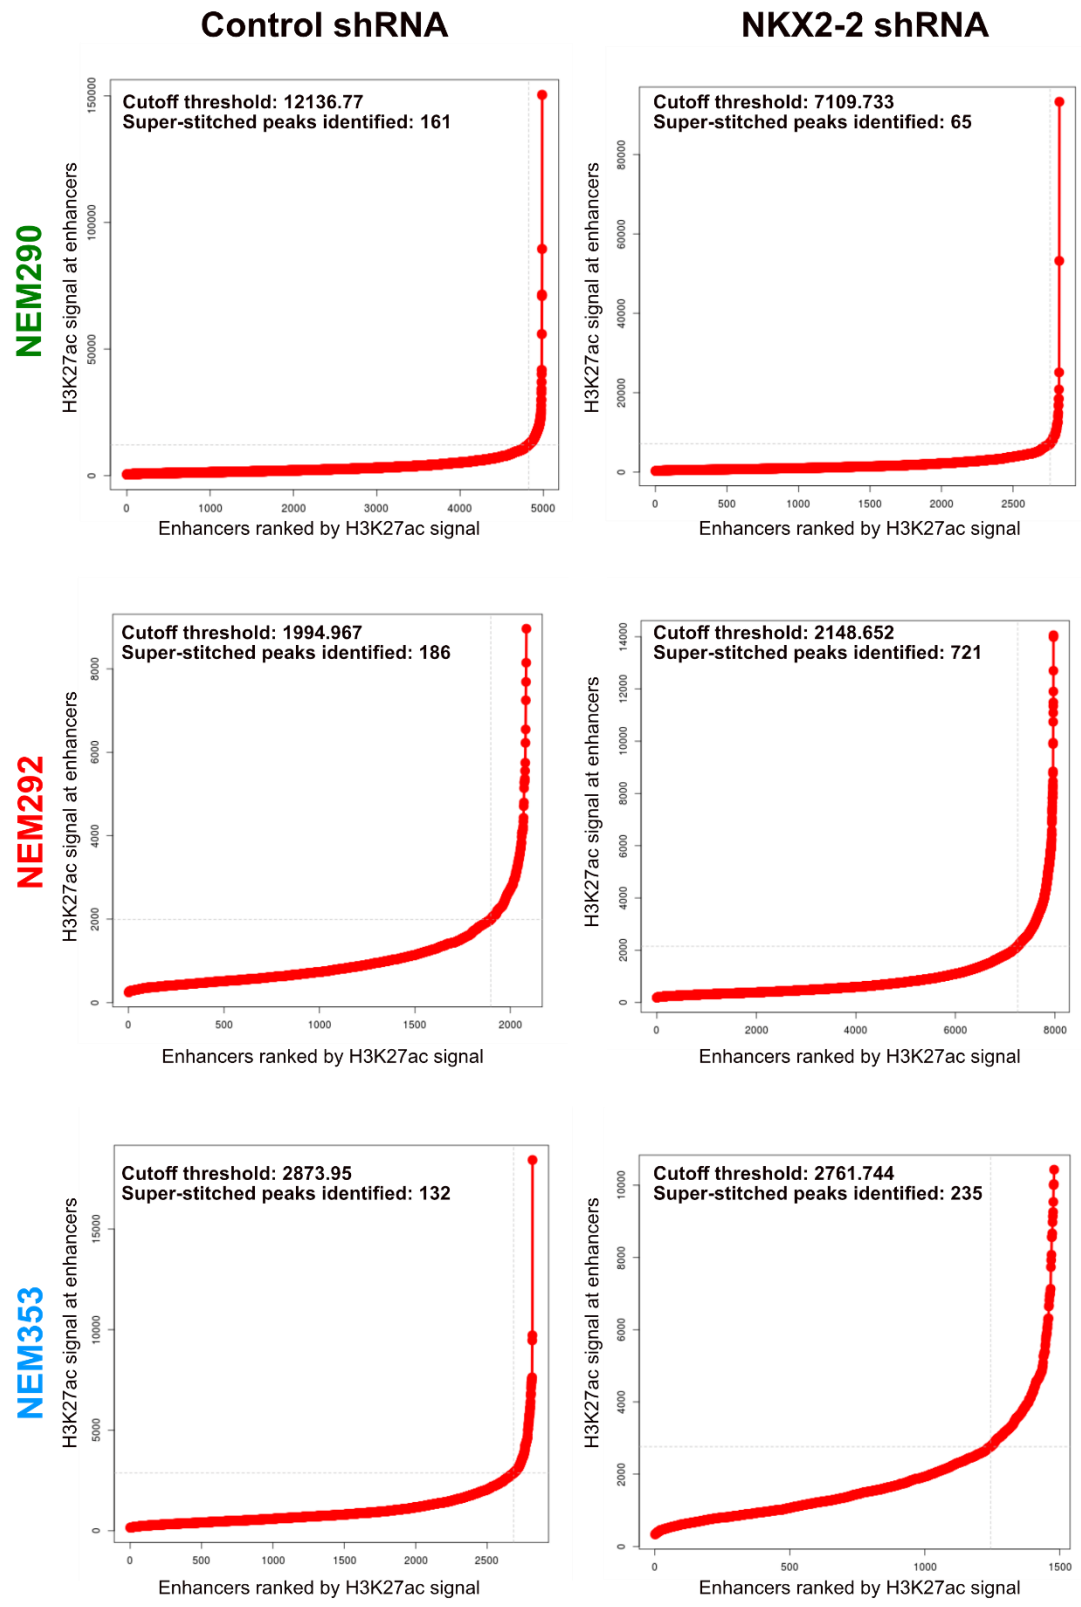 Control shRNA
NKX2-2 shRNA
NEM290
Cutoff threshold: 12136.77
Super-stitched peaks identified: 161
H3K27ac signal at enhancers
150000
100000
50000
0
0 1000 2000 3000 4000 5000
Enhancers ranked by H3K27ac signal
Cutoff threshold: 7109.733
Super-stitched peaks identified: 65
H3K27ac signal at enhancers
80000
60000
40000
20000
0
0 500 1000 1500 2000 2500
Enhancers ranked by H3K27ac signal
NEM292
Cutoff threshold: 1994.967
Super-stitched peaks identified: 186
H3K27ac signal at enhancers
8000
6000
4000
2000
0
0 500 1000 1500 2000
Enhancers ranked by H3K27ac signal
Cutoff threshold: 2148.652
Super-stitched peaks identified: 721
H3K27ac signal at enhancers
14000
12000
10000
8000
6000
4000
2000
0
0 2000 4000 6000 8000
Enhancers ranked by H3K27ac signal
NEM353
Cutoff threshold: 2873.95
Super-stitched peaks identified: 132
H3K27ac signal at enhancers
15000
10000
5000
0
0 500 1000 1500 2000 2500
Enhancers ranked by H3K27ac signal
Cutoff threshold: 2761.744
Super-stitched peaks identified: 235
H3K27ac signal at enhancers
10000
8000
6000
4000
2000
0
0 500 1000 1500
Enhancers ranked by H3K27ac signal